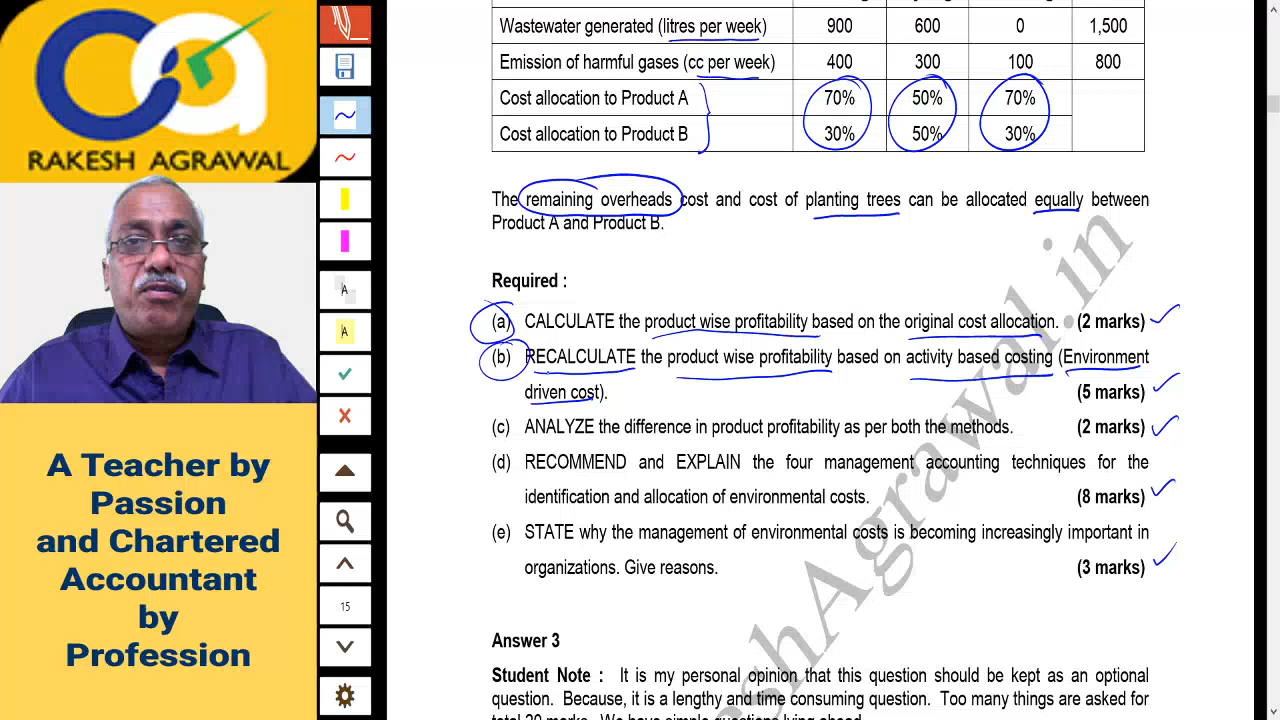 RAKESH AGRAWAL
A Teacher by
Passion
and Chartered
Accountant
by
Profession
A
A
15
Wastewater generated (litres per week) 900 600 0 1,500
Emission of harmful gases (cc per week) 400 300 100 800
Cost allocation to Product A 70% 50% 70%
Cost allocation to Product B 30% 50% 30%
The remaining overheads cost and cost of planting trees can be allocated equally between
Product A and Product B.
Required :
(a) CALCULATE the product wise profitability based on the original cost allocation. (2 marks)
(b) RECALCULATE the product wise profitability based on activity based costing (Environment
driven cost). (5 marks)
(c) ANALYZE the difference in product profitability as per both the methods. (2 marks)
(d) RECOMMEND and EXPLAIN the four management accounting techniques for the
identification and allocation of environmental costs. (8 marks)
(e) STATE why the management of environmental costs is becoming increasingly important in
organizations. Give reasons. (3 marks)
Answer 3
Student Note : It is my personal opinion that this question should be kept as an optional
question. Because, it is a lengthy and time consuming question. Too many things are asked for
eshAgrawal.in